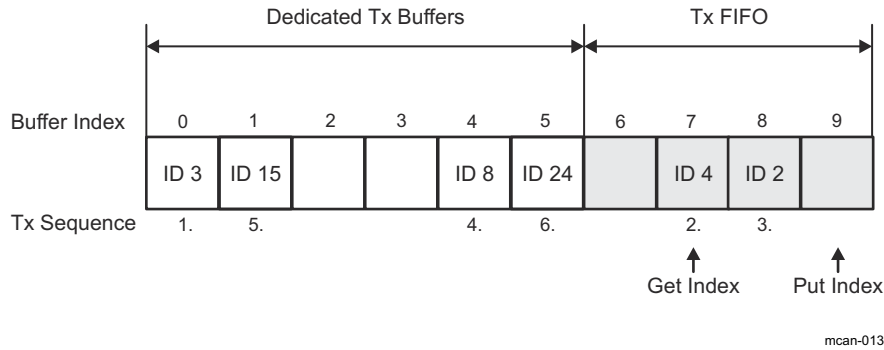 Dedicated Tx Buffers Tx FIFO
Buffer Index 0 1 2 3 4 5 6 7 8 9
ID 3 ID 15 ID 8 ID 24 ID 4 ID 2
Tx Sequence 1. 5. 4. 6. 2. 3.
Get Index Put Index
mcan-013